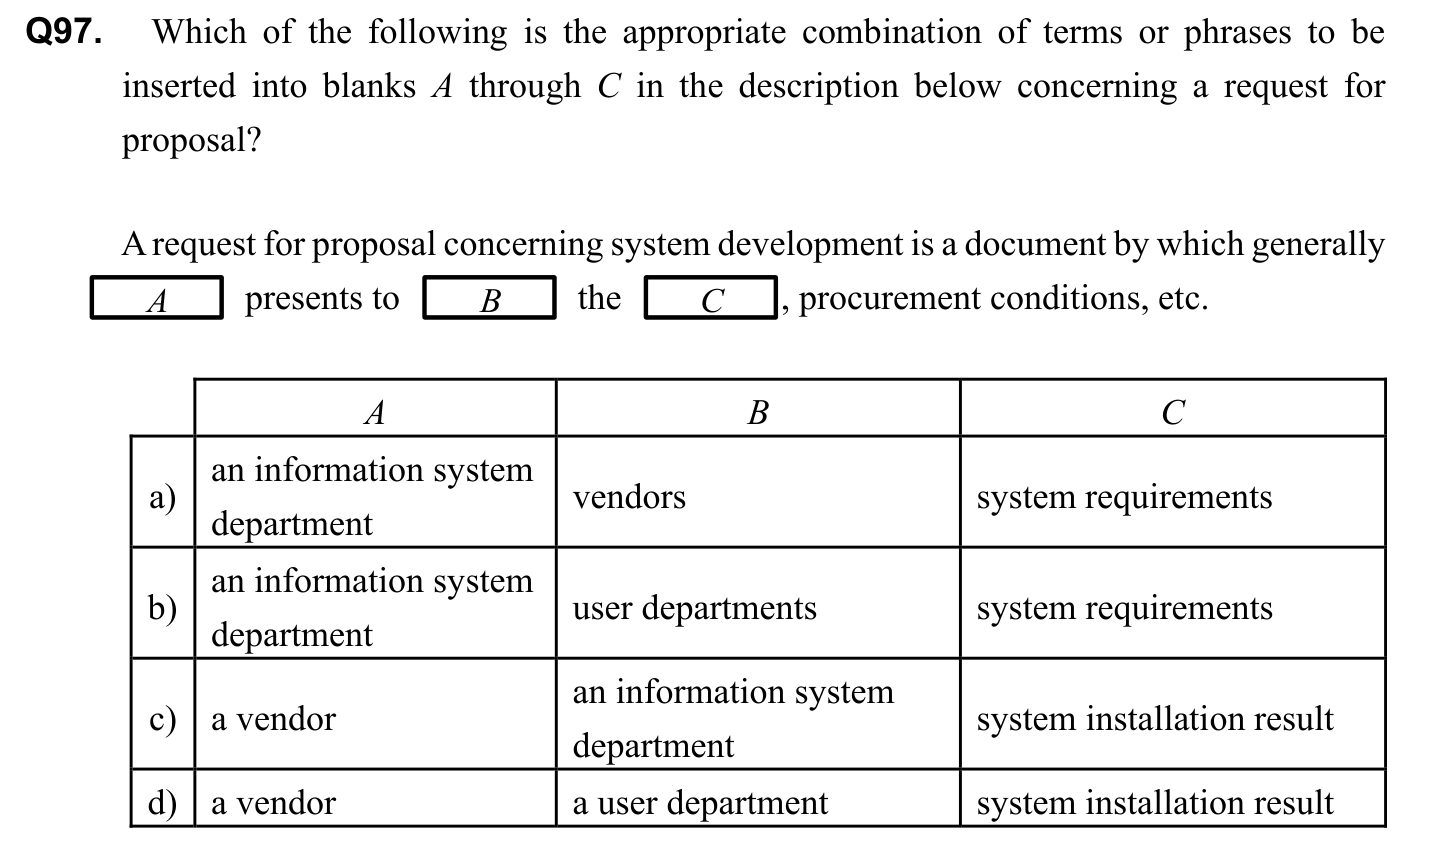 Q97. Which of the following is the appropriate combination of terms or phrases to be
inserted into blanks A through C in the description below concerning a request for
proposal?
A request for proposal concerning system development is a document by which generally
A presents to B the C, procurement conditions, etc.
A B C
a) an information system department vendors system requirements
b) an information system department user departments system requirements
c) a vendor an information system department system installation result
d) a vendor a user department system installation result